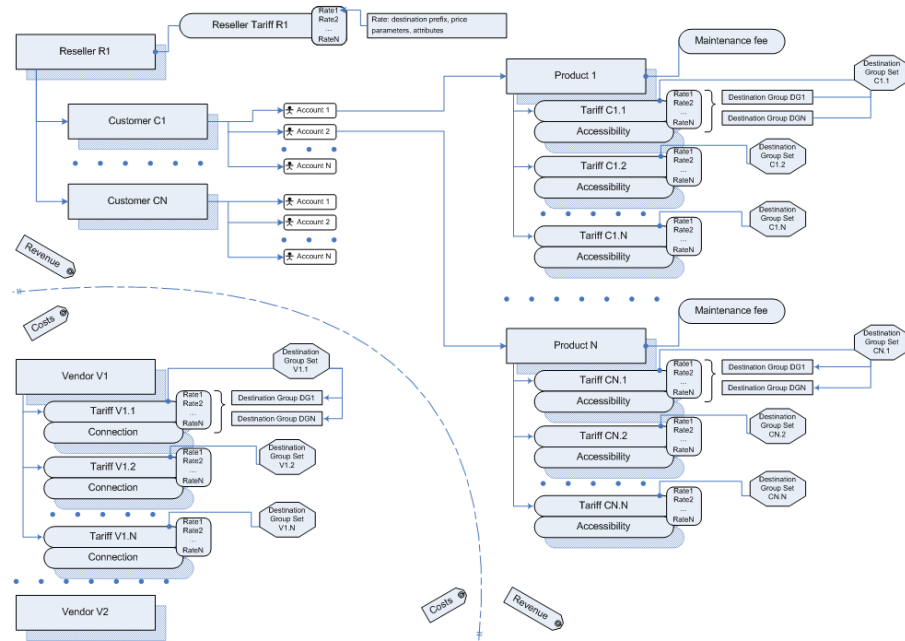 Reseller R1
Reseller Tariff R1
Rate1
Rate2
...
RateN
Rate: destination prefix, price
parameters, attributes
Customer C1
Account 1
Account 2
Account N
Customer CN
Account 1
Account 2
Account N
Revenue
Costs
Product 1
Maintenance fee
Destination
Group Set
C1.1
Tariff C1.1
Accessibility
Rate1
Rate2
...
RateN
Destination Group DG1
Destination Group DGN
Tariff C1.2
Accessibility
Rate1
Rate2
...
RateN
Destination
Group Set
C1.2
Tariff C1.N
Accessibility
Rate1
Rate2
...
RateN
Destination
Group Set
C1.N
Product N
Maintenance fee
Destination
Group Set
CN.1
Tariff CN.1
Accessibility
Rate1
Rate2
...
RateN
Destination Group DG1
Destination Group DGN
Tariff CN.2
Accessibility
Rate1
Rate2
...
RateN
Destination
Group Set
CN.2
Tariff CN.N
Accessibility
Rate1
Rate2
...
RateN
Destination
Group Set
CN.N
Vendor V1
Destination
Group Set
V1.1
Tariff V1.1
Connection
Rate1
Rate2
...
RateN
Destination Group DG1
Destination Group DGN
Tariff V1.2
Connection
Rate1
Rate2
...
RateN
Destination
Group Set
V1.2
Tariff V1.N
Connection
Rate1
Rate2
...
RateN
Destination
Group Set
V1.N
Vendor V2
Costs
Revenue